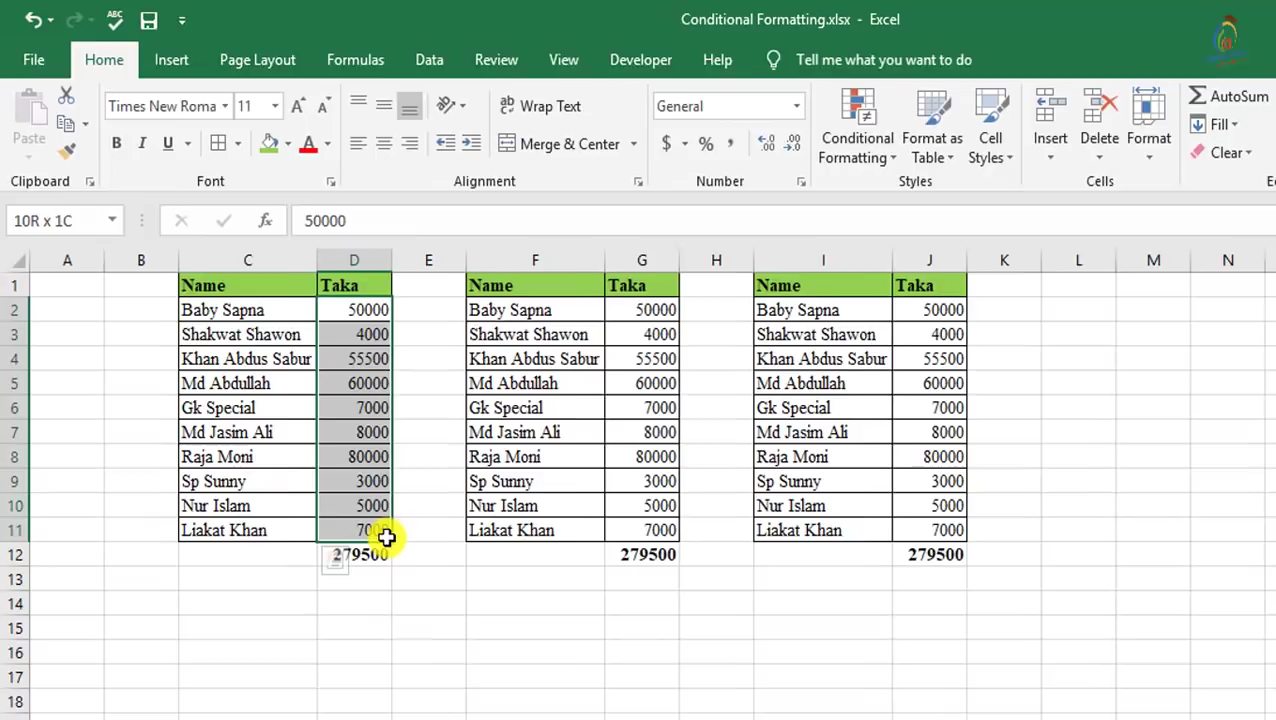 Conditional Formatting.xlsx - Excel
File Home Insert Page Layout Formulas Data Review View Developer Help Tell me what you want to do
Times New Roma 11 Wrap Text General AutoSum
Paste Conditional Formatting Format as Table Cell Styles Insert Delete Format Fill
B I U A Merge & Center $ % , Clear
Clipboard Font Alignment Number Styles Cells
10R x 1C fx 50000
A B C D E F G H I J K L M N
1 Name Taka Name Taka Name Taka
2 Baby Sapna 50000 Baby Sapna 50000 Baby Sapna 50000
3 Shakwat Shawon 4000 Shakwat Shawon 4000 Shakwat Shawon 4000
4 Khan Abdus Sabur 55500 Khan Abdus Sabur 55500 Khan Abdus Sabur 55500
5 Md Abdullah 60000 Md Abdullah 60000 Md Abdullah 60000
6 Gk Special 7000 Gk Special 7000 Gk Special 7000
7 Md Jasim Ali 8000 Md Jasim Ali 8000 Md Jasim Ali 8000
8 Raja Moni 80000 Raja Moni 80000 Raja Moni 80000
9 Sp Sunny 3000 Sp Sunny 3000 Sp Sunny 3000
10 Nur Islam 5000 Nur Islam 5000 Nur Islam 5000
11 Liakat Khan 7000 Liakat Khan 7000 Liakat Khan 7000
12 279500 279500 279500
13
14
15
16
17
18